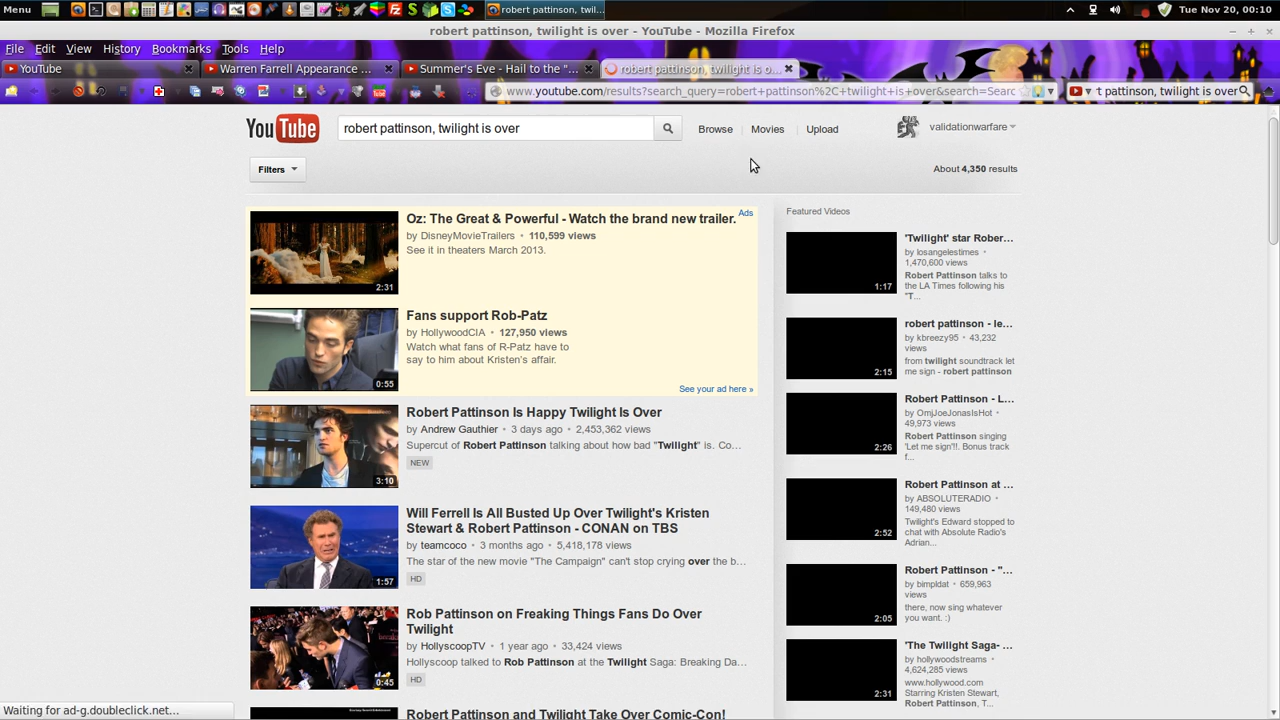 Menu
robert pattinson, twil...
Tue Nov 20, 00:10
robert pattinson, twilight is over - YouTube - Mozilla Firefox
File Edit View History Bookmarks Tools Help
YouTube
Warren Farrell Appearance ...
Summer's Eve - Hail to the "...
robert pattinson, twilight is o...
www.youtube.com/results?search_query=robert+pattinson%2C+twilight+is+over&search=Searc
t pattinson, twilight is over
YouTube
robert pattinson, twilight is over
Browse
Movies
Upload
validationwarfare
Filters
About 4,350 results
Ads
Oz: The Great & Powerful - Watch the brand new trailer.
by DisneyMovieTrailers • 110,599 views
See it in theaters March 2013.
2:31
Fans support Rob-Patz
by HollywoodCIA • 127,950 views
Watch what fans of R-Patz have to
say to him about Kristen's affair.
0:55
See your ad here »
Robert Pattinson Is Happy Twilight Is Over
by Andrew Gauthier • 3 days ago • 2,453,362 views
Supercut of Robert Pattinson talking about how bad "Twilight" is. Co…
NEW
3:10
Will Ferrell Is All Busted Up Over Twilight's Kristen
Stewart & Robert Pattinson - CONAN on TBS
by teamcoco • 3 months ago • 5,418,178 views
The star of the new movie "The Campaign" can't stop crying over the b…
HD
1:57
Rob Pattinson on Freaking Things Fans Do Over
Twilight
by HollyscoopTV • 1 year ago • 33,424 views
Hollyscoop talked to Rob Pattinson at the Twilight Saga: Breaking Da…
HD
0:45
Robert Pattinson and Twilight Take Over Comic-Con!
Featured Videos
'Twilight' star Rober...
by losangelestimes •
1,470,600 views
Robert Pattinson talks to
the LA Times following his
"T...
1:17
robert pattinson - le...
by kbreezy95 • 43,232
views
from twilight soundtrack let
me sign - robert pattinson
2:15
Robert Pattinson - L...
by OmjJoeJonasIsHot •
49,973 views
Robert Pattinson singing
'Let me sign'!!. Bonus track
f...
2:26
Robert Pattinson at ...
by ABSOLUTERADIO •
149,480 views
Twilight's Edward stopped to
chat with Absolute Radio's
Adrian...
2:52
Robert Pattinson - "...
by bimpldat • 659,963
views
there, now sing whatever
you want. :)
2:05
'The Twilight Saga- ...
by hollywoodstreams •
4,624,285 views
www.hollywood.com
Starring Kristen Stewart,
Robert Pattinson, T...
2:31
Waiting for ad-g.doubleclick.net...